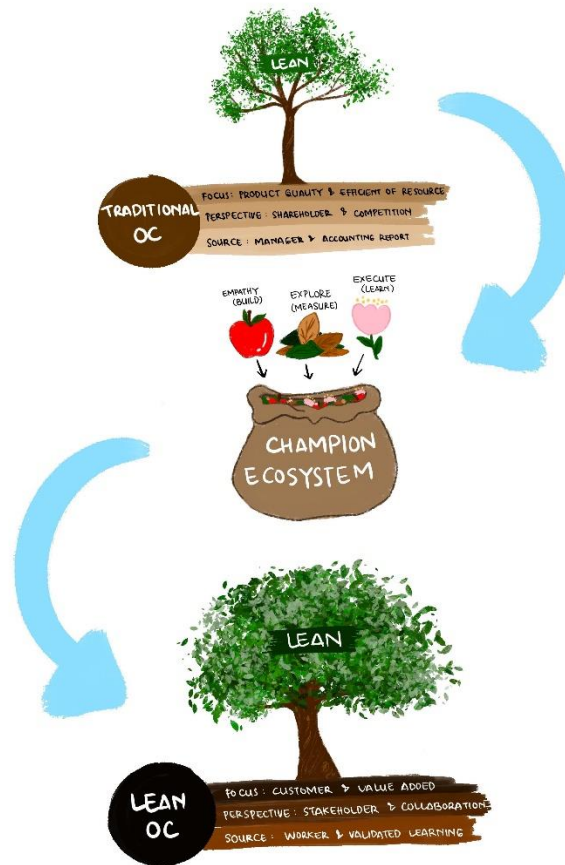 LEAN
TRADITIONAL
OC
FOCUS: PRODUCT QUALITY & EFFICIENT OF RESOURCE
PERSPECTIVE: SHAREHOLDER & COMPETITION
SOURCE: MANAGER & ACCOUNTING REPORT
EMPATHY
(BUILD)
EXPLORE
(MEASURE)
EXECUTE
(LEARN)
CHAMPION
ECOSYSTEM
LEAN
LEAN
OC
FOCUS: CUSTOMER & VALUE ADDED
PERSPECTIVE: STAKEHOLDER & COLLABORATION
SOURCE: WORKER & VALIDATED LEARNING